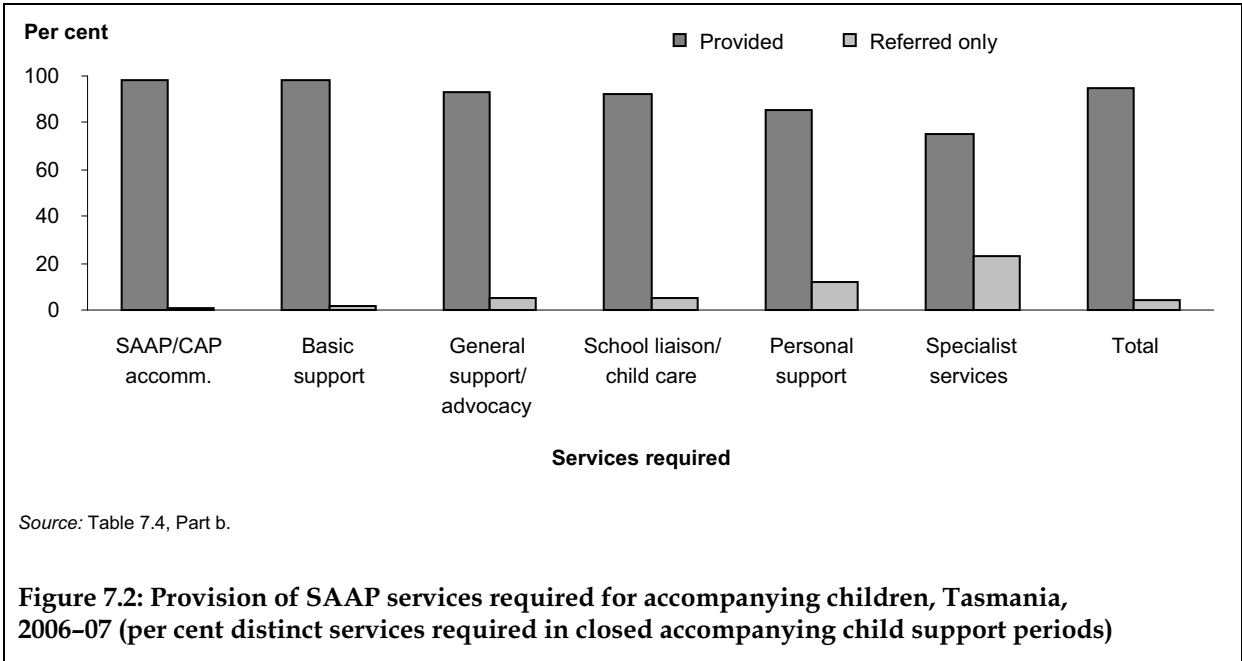 Per cent
Provided
Referred only
100
80
60
40
20
0
SAAP/CAP
accomm.
Basic
support
General
support/
advocacy
School liaison/
child care
Personal
support
Specialist
services
Total
Services required
Source: Table 7.4, Part b.
Figure 7.2: Provision of SAAP services required for accompanying children, Tasmania,
2006–07 (per cent distinct services required in closed accompanying child support periods)